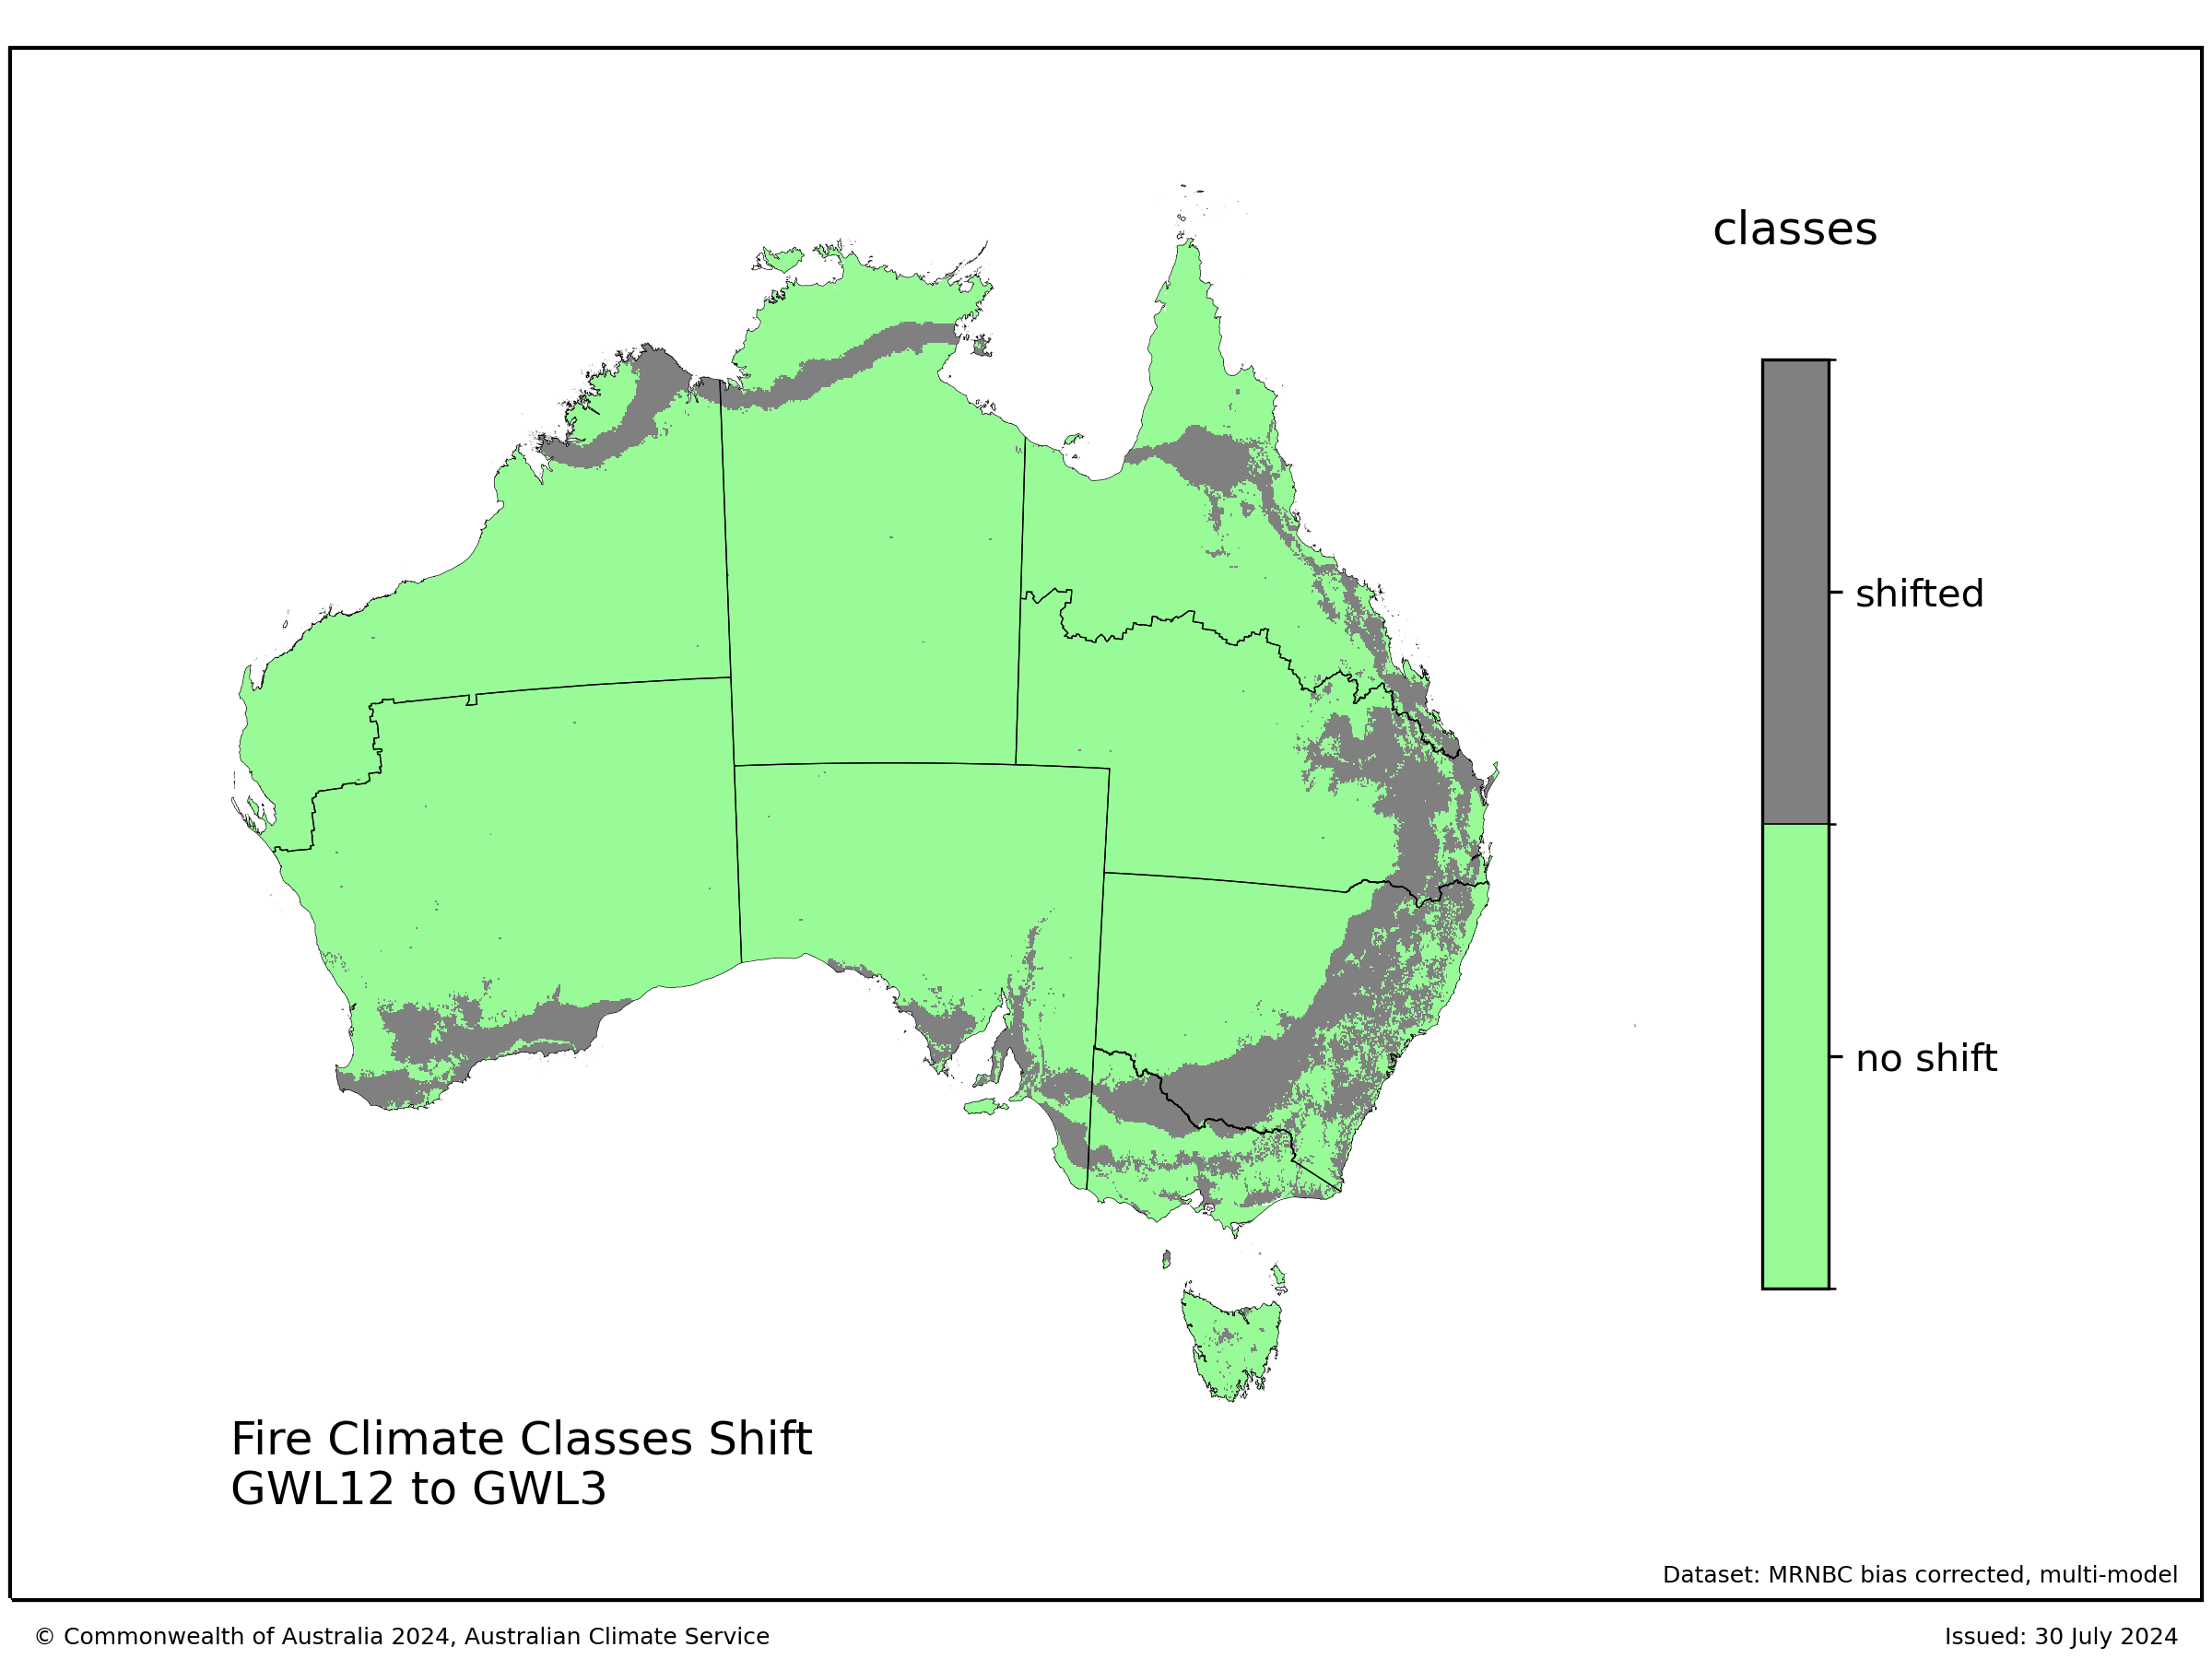 classes
shifted
no shift
Fire Climate Classes Shift
GWL12 to GWL3
Dataset: MRNBC bias corrected, multi-model
© Commonwealth of Australia 2024, Australian Climate Service
Issued: 30 July 2024